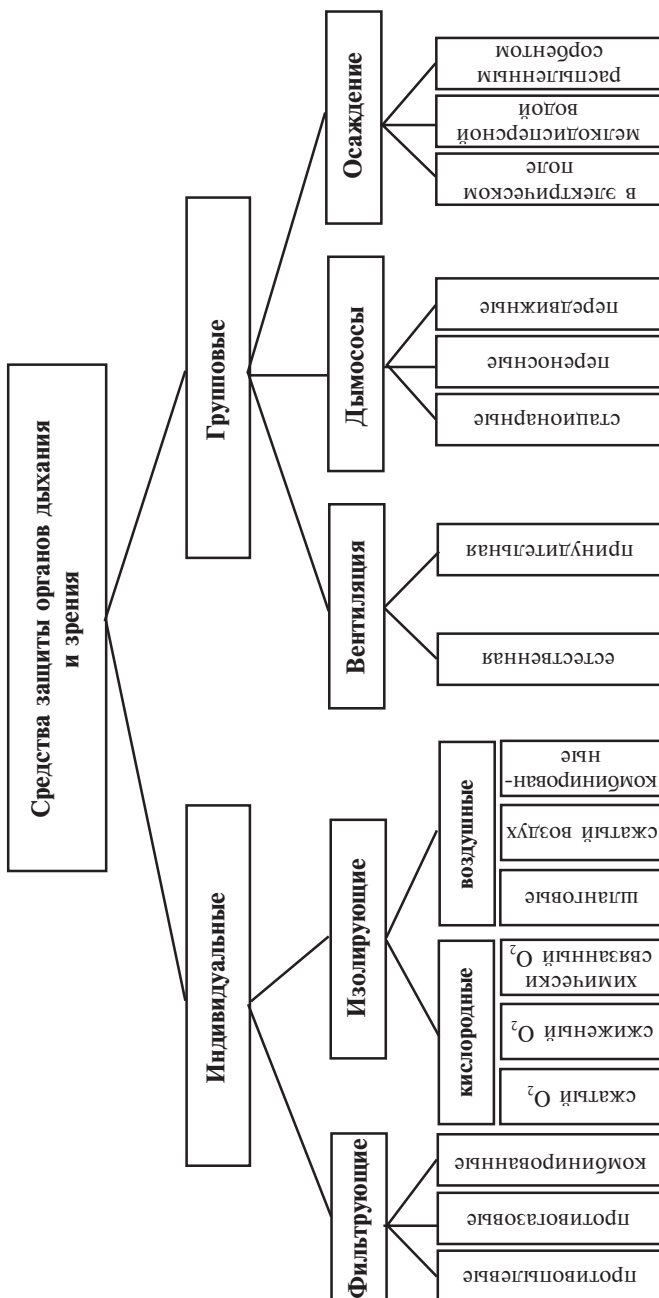 Средства защиты органов дыхания
и зрения
Индивидуальные
Групповые
Фильтрующие
Изолирующие
Вентиляция
Дымососы
Осаждение
противопылевые
противогазовые
комбинированные
кислородные
сжатый O₂
сжиженый O₂
химически
связанный O₂
воздушные
шланговые
сжатый воздух
комбинирован-
ные
естественная
принудительная
стационарные
переносные
передвижные
в электрическом
поле
мелкодисперсной
водой
распыленным
сорбентом